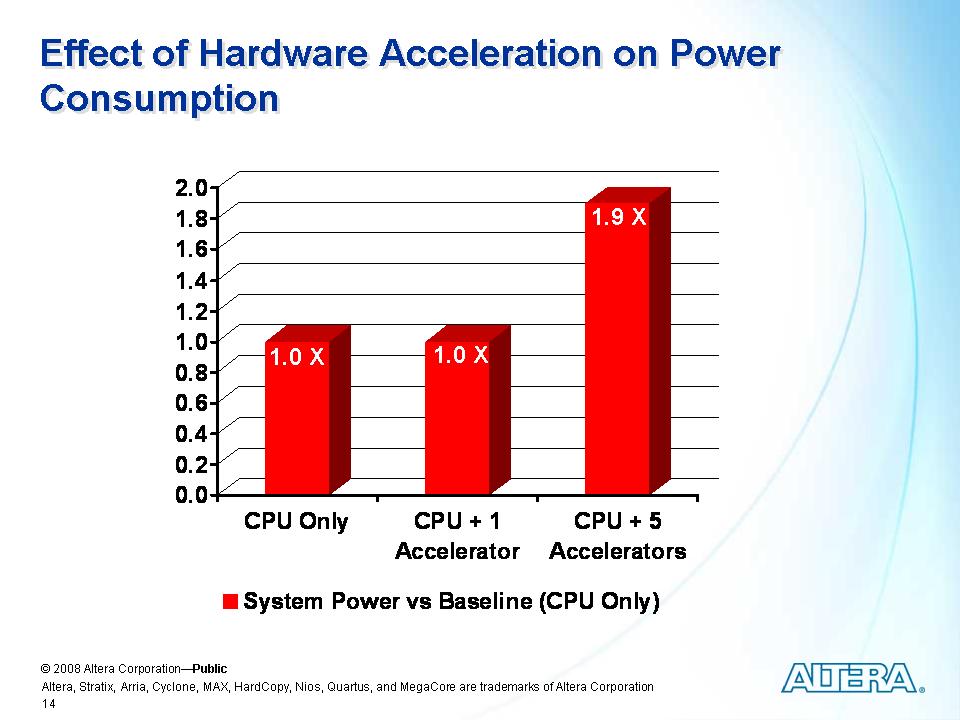 Effect of Hardware Acceleration on Power
Consumption
2.0
1.8
1.6
1.4
1.2
1.0
0.8
0.6
0.4
0.2
0.0
1.0 X
1.0 X
1.9 X
CPU Only
CPU + 1
Accelerator
CPU + 5
Accelerators
System Power vs Baseline (CPU Only)
© 2008 Altera Corporation—Public
Altera, Stratix, Arria, Cyclone, MAX, HardCopy, Nios, Quartus, and MegaCore are trademarks of Altera Corporation
14
ALTERA®